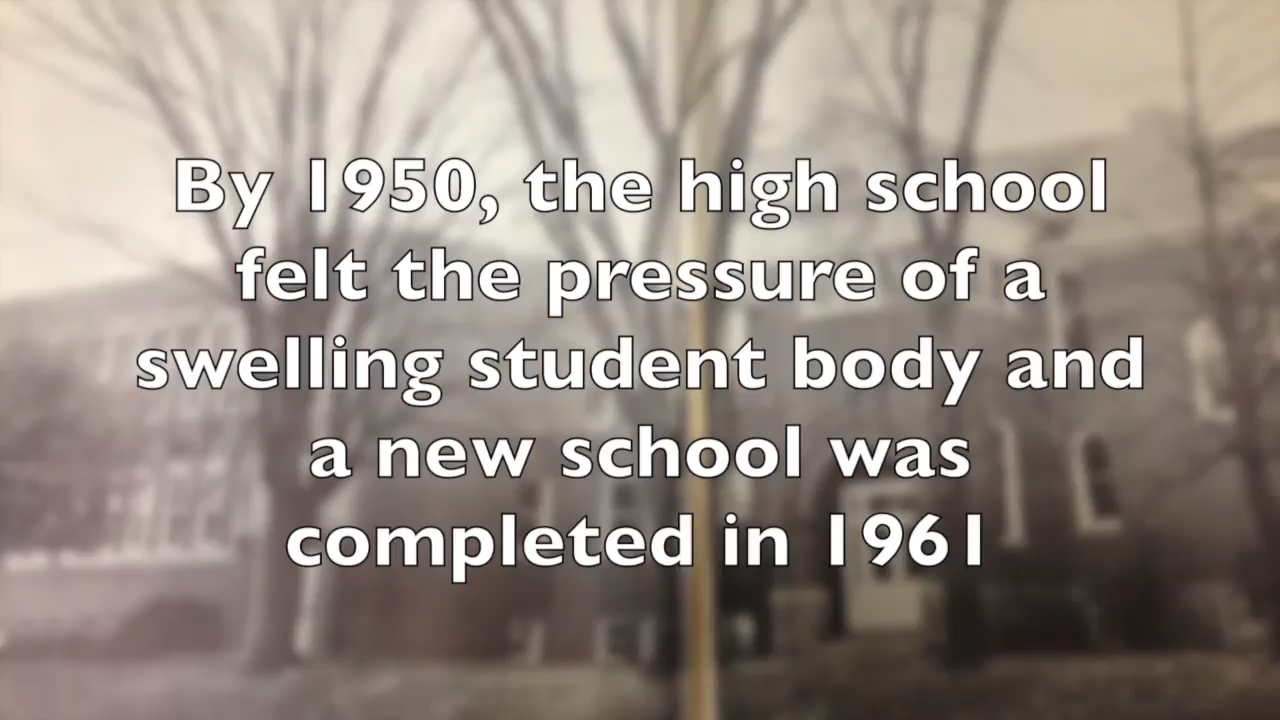 By 1950, the high school
felt the pressure of a
swelling student body and
a new school was
completed in 1961